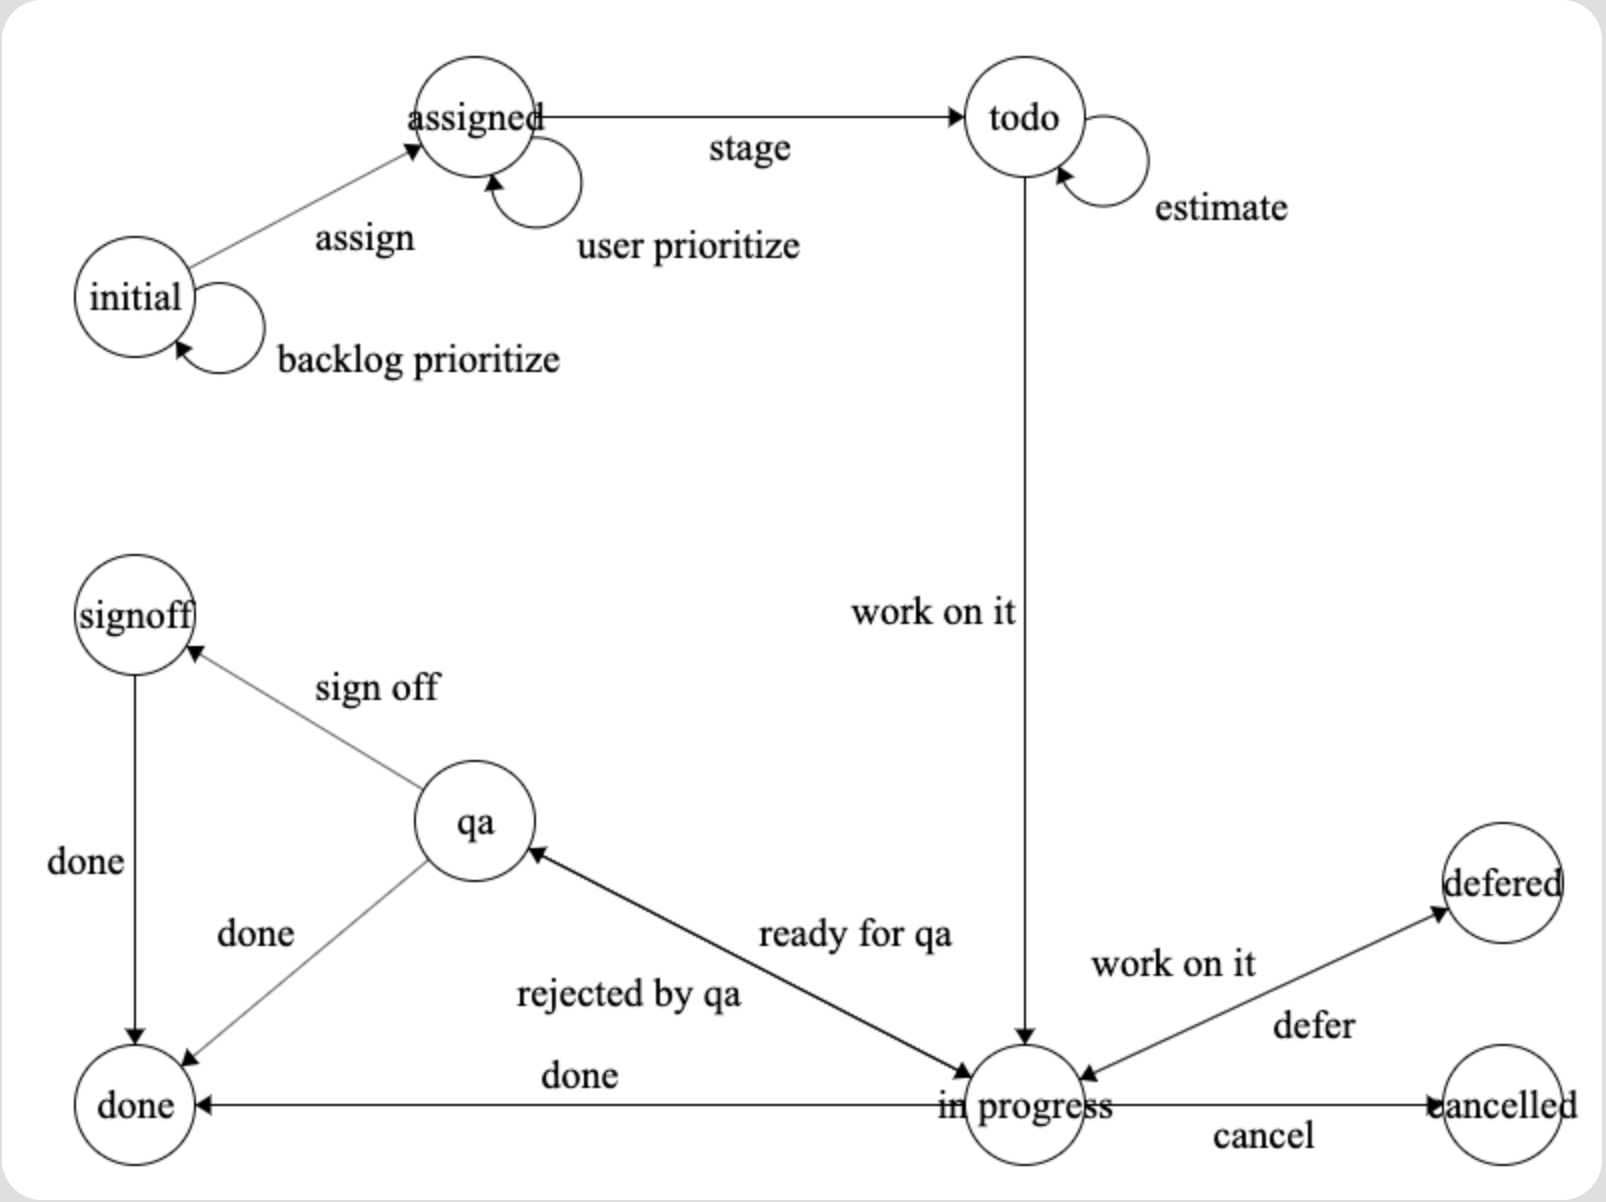 assigned
todo
stage
estimate
assign
user prioritize
initial
backlog prioritize
work on it
signoff
sign off
qa
done
defered
done
ready for qa
work on it
rejected by qa
defer
done
done
in progress
cancelled
cancel